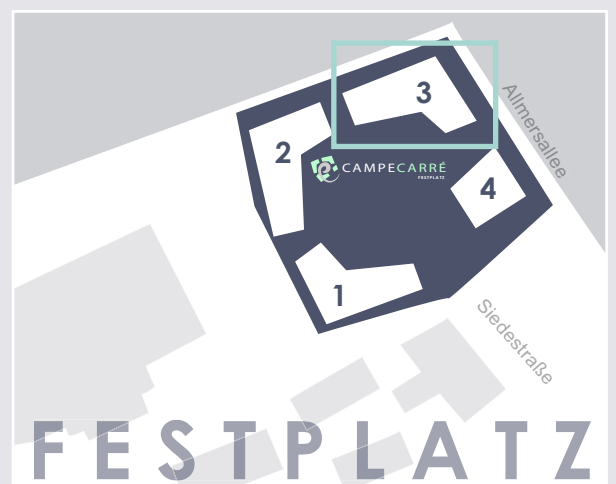 3
Allmersallee
2
CAMPECARRÉ
FESTPLATZ
4
1
Siedestraße
FESTPLATZ